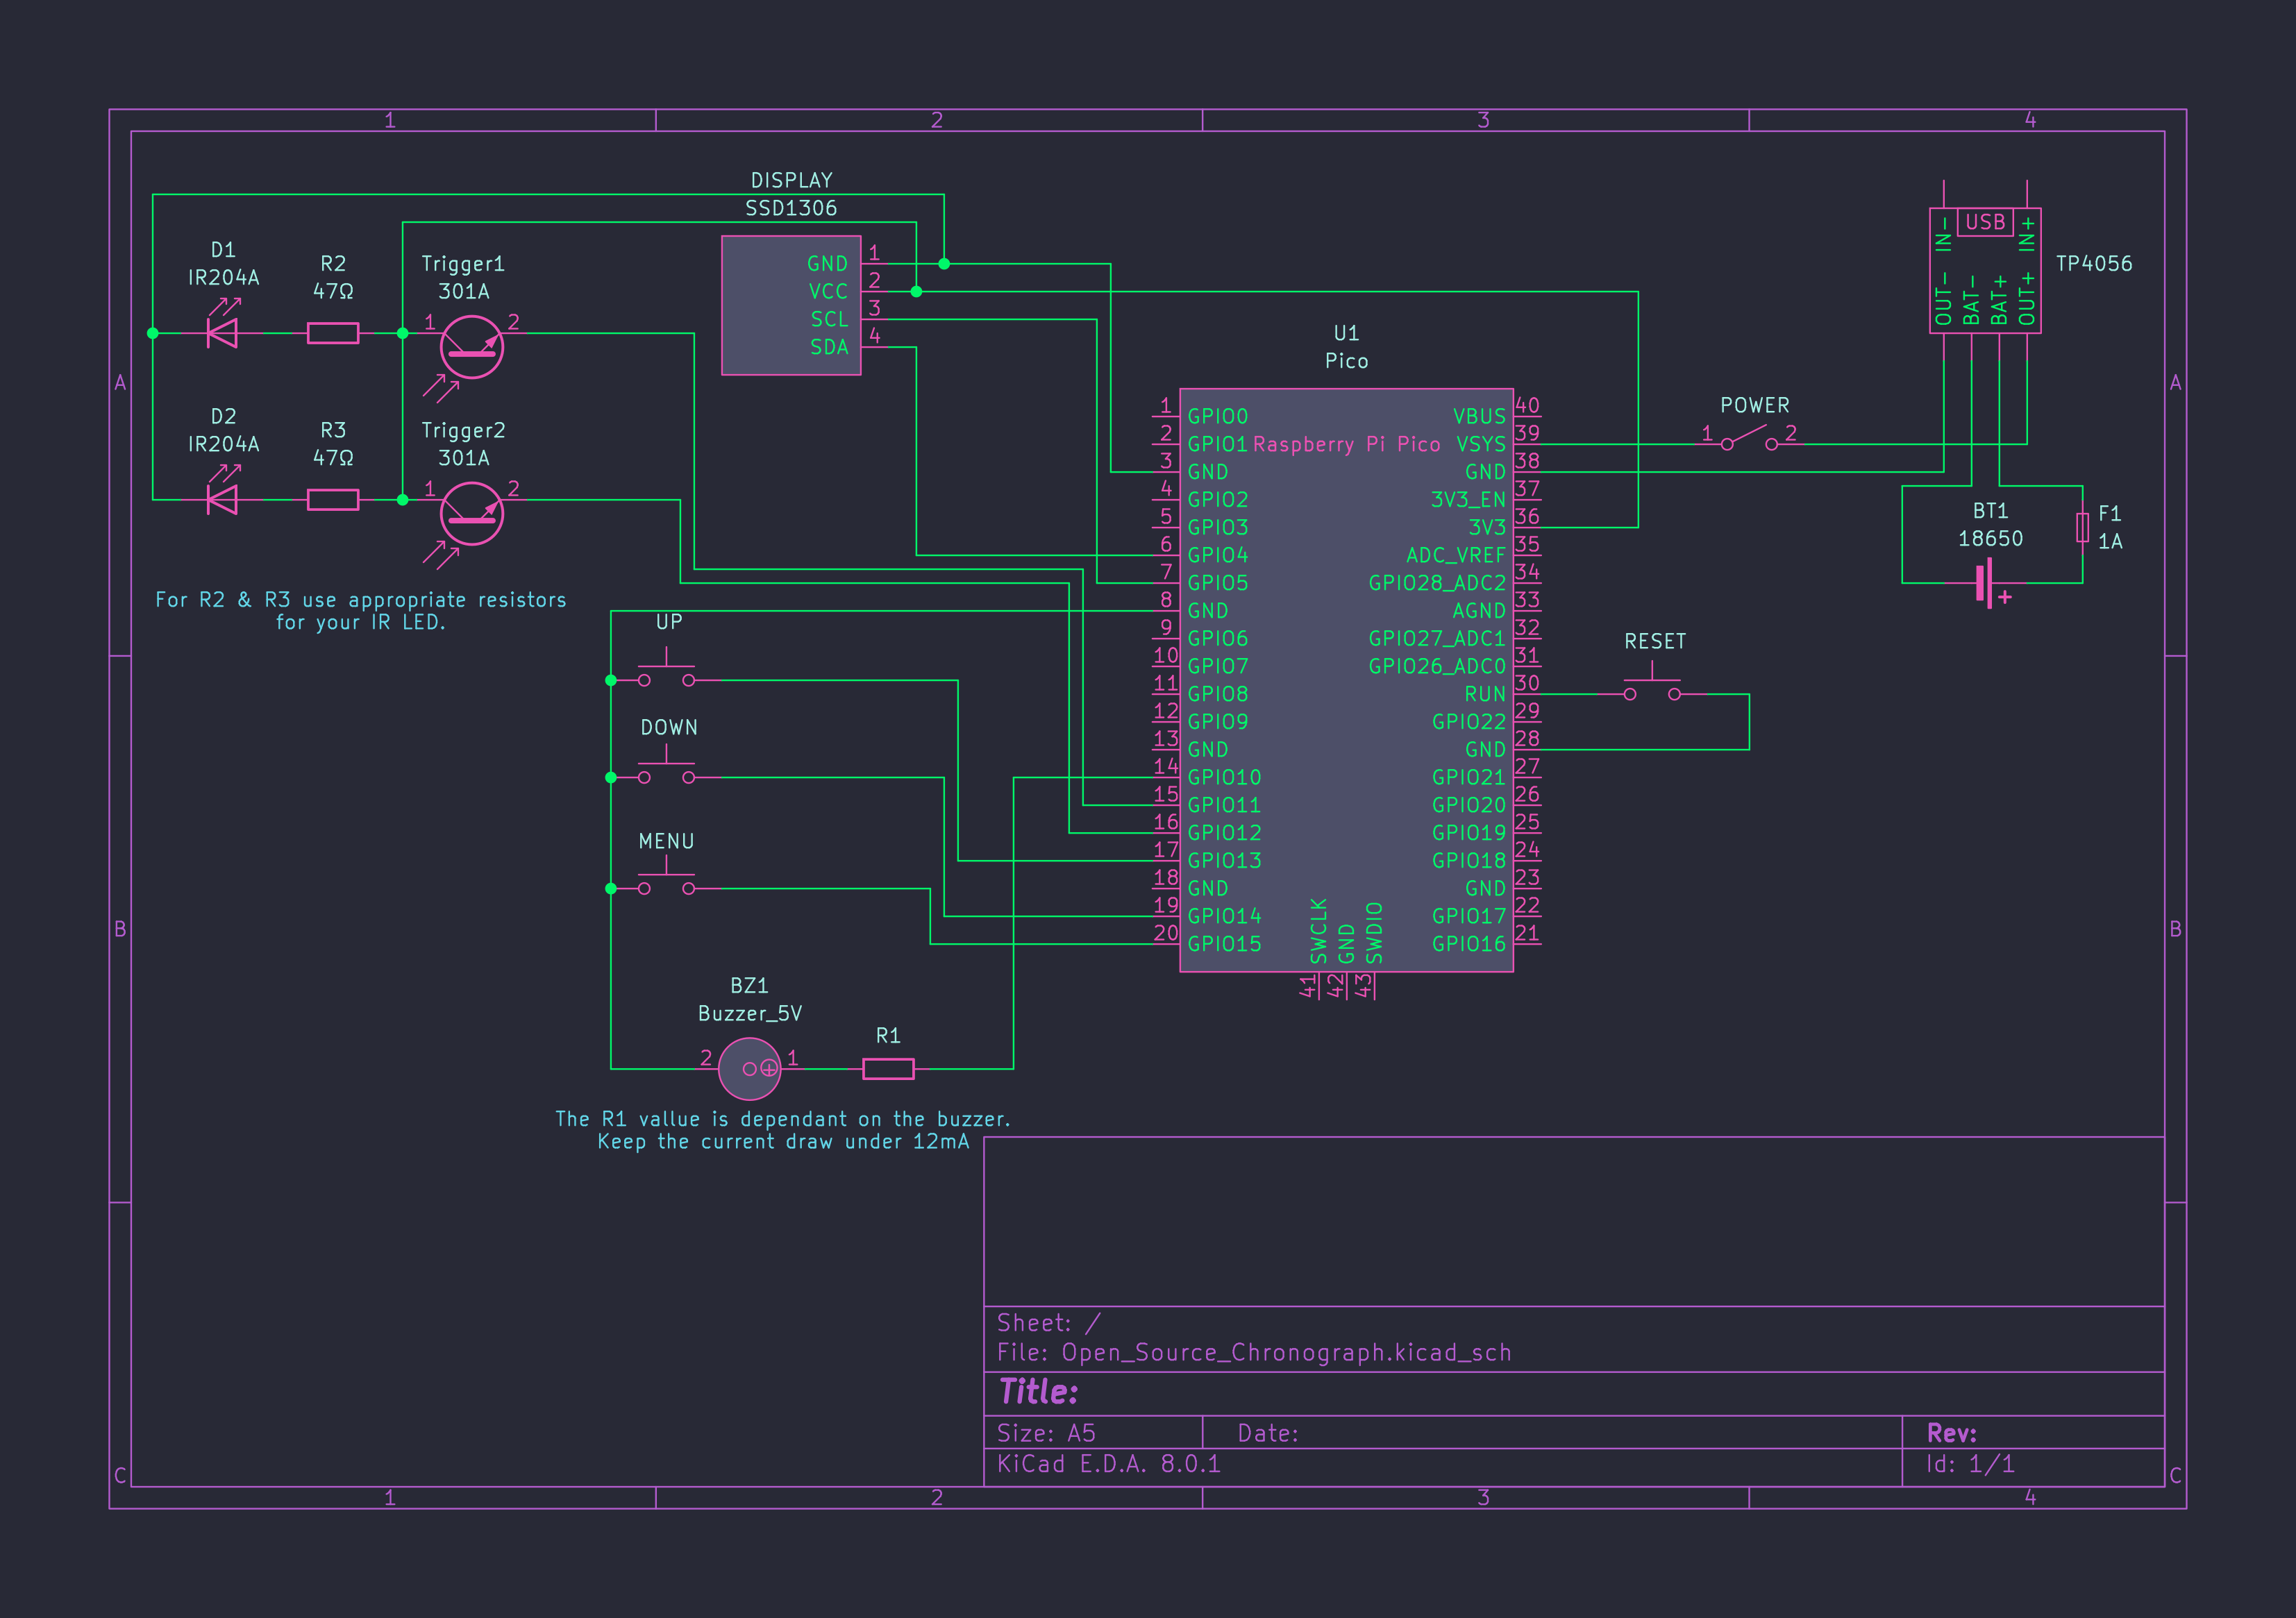 1 2 3 4
DISPLAY
SSD1306
GND 1
VCC 2
SCL 3
SDA 4
D1
IR204A
R2
47Ω
Trigger1
301A
1 2
D2
IR204A
R3
47Ω
Trigger2
301A
1 2
For R2 & R3 use appropriate resistors
for your IR LED.
A
A
USB
IN- IN+
OUT- BAT- BAT+ OUT+
TP4056
POWER
1 2
BT1
18650
+
F1
1A
U1
Pico
Raspberry Pi Pico
1 GPIO0 VBUS 40
2 GPIO1 VSYS 39
3 GND GND 38
4 GPIO2 3V3_EN 37
5 GPIO3 3V3 36
6 GPIO4 ADC_VREF 35
7 GPIO5 GPIO28_ADC2 34
8 GND AGND 33
9 GPIO6 GPIO27_ADC1 32
10 GPIO7 GPIO26_ADC0 31
11 GPIO8 RUN 30
12 GPIO9 GPIO22 29
13 GND GND 28
14 GPIO10 GPIO21 27
15 GPIO11 GPIO20 26
16 GPIO12 GPIO19 25
17 GPIO13 GPIO18 24
18 GND GND 23
19 GPIO14 GPIO17 22
20 GPIO15 GPIO16 21
SWCLK GND SWDIO
41 42 43
RESET
UP
DOWN
MENU
B
B
BZ1
Buzzer_5V
2 + 1
R1
The R1 vallue is dependant on the buzzer.
Keep the current draw under 12mA
Sheet: /
File: Open_Source_Chronograph.kicad_sch
Title:
Size: A5 Date: Rev:
KiCad E.D.A. 8.0.1 Id: 1/1
C
C
1 2 3 4